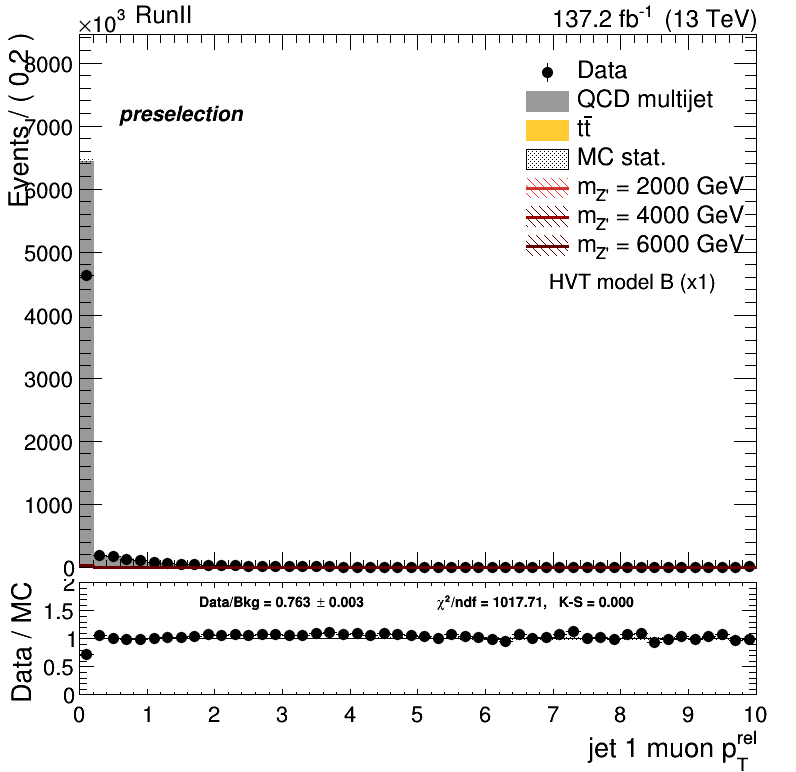 ×10³ RunII 137.2 fb⁻¹ (13 TeV)
Events / ( 0.2 )
8000
7000
6000
5000
4000
3000
2000
1000
0
preselection
Data
QCD multijet
tt̄
MC stat.
m_Z' = 2000 GeV
m_Z' = 4000 GeV
m_Z' = 6000 GeV
HVT model B (x1)
Data / MC
2
1.5
1
0.5
0
Data/Bkg = 0.763 ± 0.003 χ²/ndf = 1017.71, K-S = 0.000
0 1 2 3 4 5 6 7 8 9 10
jet 1 muon p_T^rel